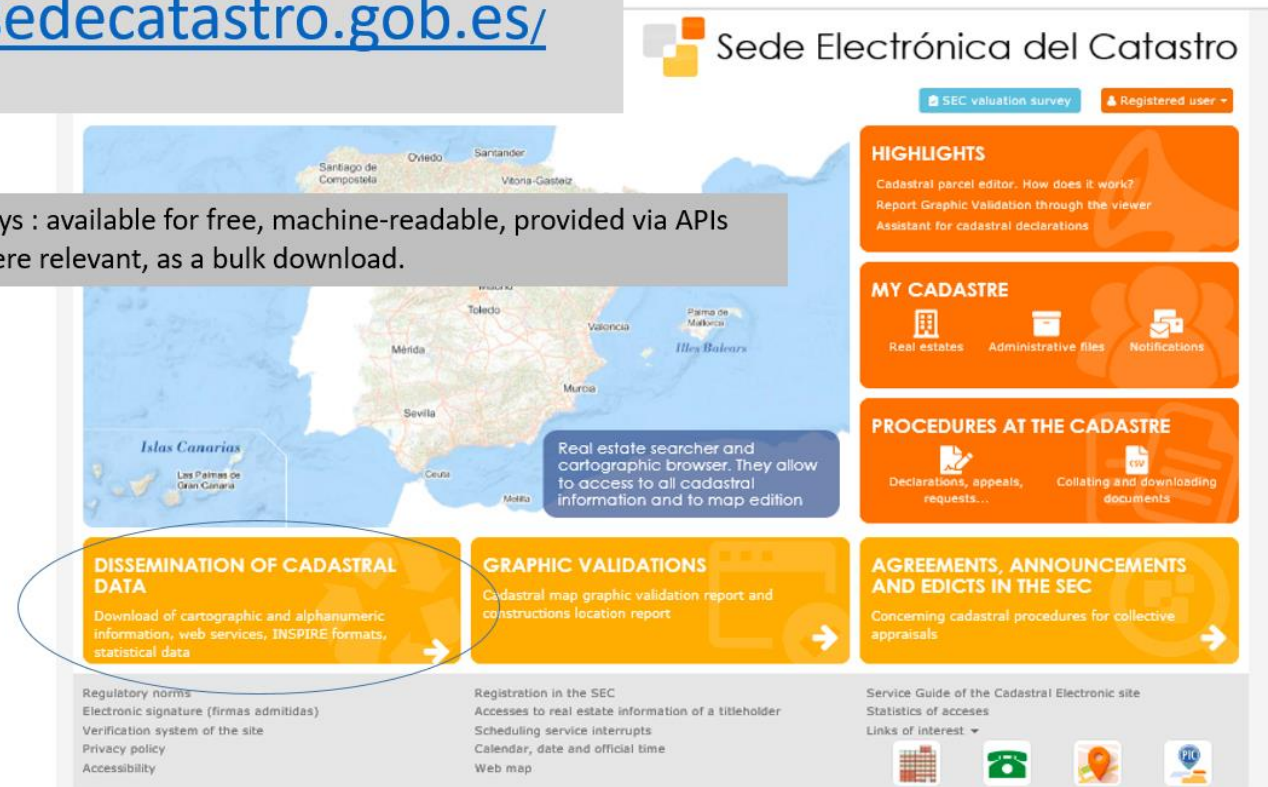 sedecatastro.gob.es/
Sede Electrónica del Catastro
SEC valuation survey
Registered user
Santiago de
Compostela
Oviedo
Santander
Vitoria-Gasteiz
ys : available for free, machine-readable, provided via APIs
ere relevant, as a bulk download.
Toledo
Valencia
Palma de
Mallorca
Illes Balears
Mérida
Murcia
Sevilla
Islas Canarias
Las Palmas de
Gran Canaria
Ceuta
Melilla
Real estate searcher and
cartographic browser. They allow
to access to all cadastral
information and to map edition
HIGHLIGHTS
Cadastral parcel editor. How does it work?
Report Graphic Validation through the viewer
Assistant for cadastral declarations
MY CADASTRE
Real estates
Administrative files
Notifications
PROCEDURES AT THE CADASTRE
CSV
Declarations, appeals,
requests...
Collating and downloading
documents
DISSEMINATION OF CADASTRAL
DATA
Download of cartographic and alphanumeric
information, web services, INSPIRE formats,
statistical data
GRAPHIC VALIDATIONS
Cadastral map graphic validation report and
constructions location report
AGREEMENTS, ANNOUNCEMENTS
AND EDICTS IN THE SEC
Concerning cadastral procedures for collective
appraisals
Regulatory norms
Electronic signature (firmas admitidas)
Verification system of the site
Privacy policy
Accessibility
Registration in the SEC
Accesses to real estate information of a titleholder
Scheduling service interrupts
Calendar, date and official time
Web map
Service Guide of the Cadastral Electronic site
Statistics of acceses
Links of interest
PIC